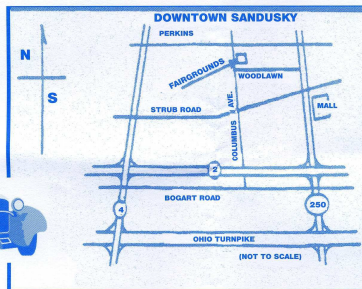 DOWNTOWN SANDUSKY
PERKINS
N
FAIRGROUNDS
WOODLAWN
S
STRUB ROAD
COLUMBUS AVE.
MALL
2
BOGART ROAD
4
250
OHIO TURNPIKE
(NOT TO SCALE)